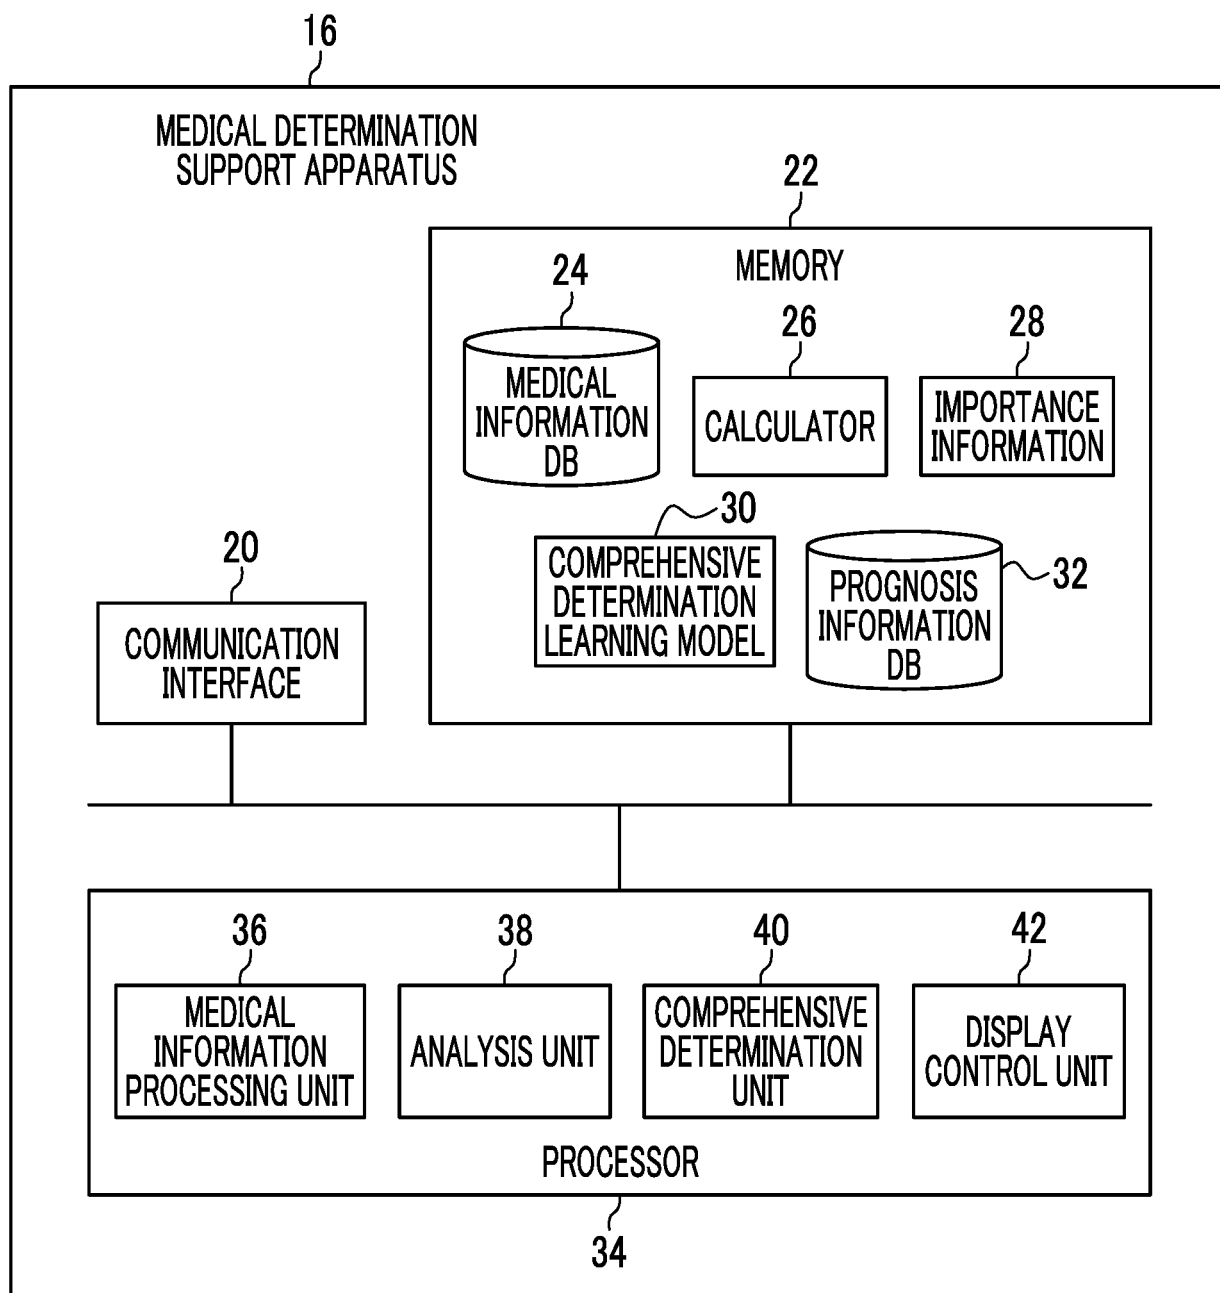 16
MEDICAL DETERMINATION
SUPPORT APPARATUS
22
MEMORY
24
MEDICAL
INFORMATION
DB
26
CALCULATOR
28
IMPORTANCE
INFORMATION
30
COMPREHENSIVE
DETERMINATION
LEARNING MODEL
32
PROGNOSIS
INFORMATION
DB
20
COMMUNICATION
INTERFACE
36
MEDICAL
INFORMATION
PROCESSING UNIT
38
ANALYSIS UNIT
40
COMPREHENSIVE
DETERMINATION
UNIT
42
DISPLAY
CONTROL UNIT
PROCESSOR
34